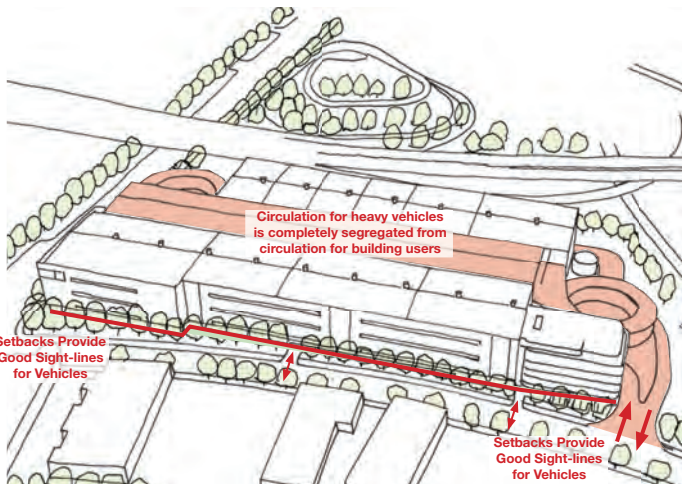 Circulation for heavy vehicles
is completely segregated from
circulation for building users
Setbacks Provide
Good Sight-lines
for Vehicles
Setbacks Provide
Good Sight-lines
for Vehicles